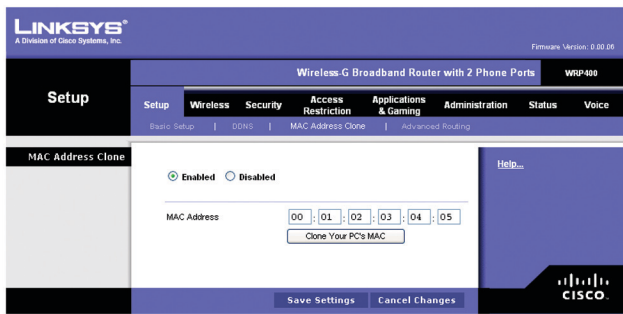 LINKSYS®
A Division of Cisco Systems, Inc.
Firmware Version: 0.00.06
Wireless-G Broadband Router with 2 Phone Ports WRP400
Setup
Setup Wireless Security Access Restriction Applications & Gaming Administration Status Voice
Basic Setup | DDNS | MAC Address Clone | Advanced Routing
MAC Address Clone
Help...
Enabled Disabled
MAC Address 00 : 01 : 02 : 03 : 04 : 05
Clone Your PC's MAC
Save Settings Cancel Changes
CISCO